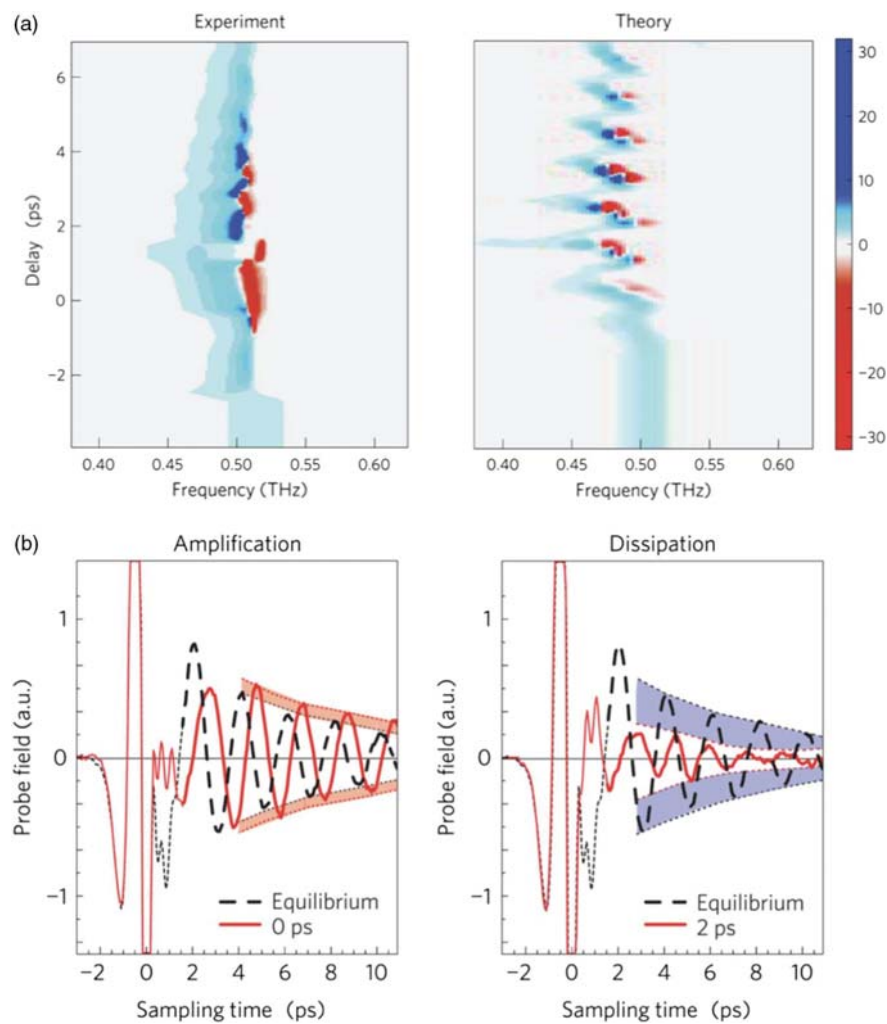 (a)
Experiment
Theory
6
4
2
0
−2
Delay (ps)
0.40 0.45 0.50 0.55 0.60
Frequency (THz)
0.40 0.45 0.50 0.55 0.60
Frequency (THz)
30
20
10
0
−10
−20
−30
(b)
Amplification
Dissipation
1
0
−1
Probe field (a.u.)
Equilibrium
0 ps
−2 0 2 4 6 8 10
Sampling time (ps)
1
0
−1
Probe field (a.u.)
Equilibrium
2 ps
−2 0 2 4 6 8 10
Sampling time (ps)